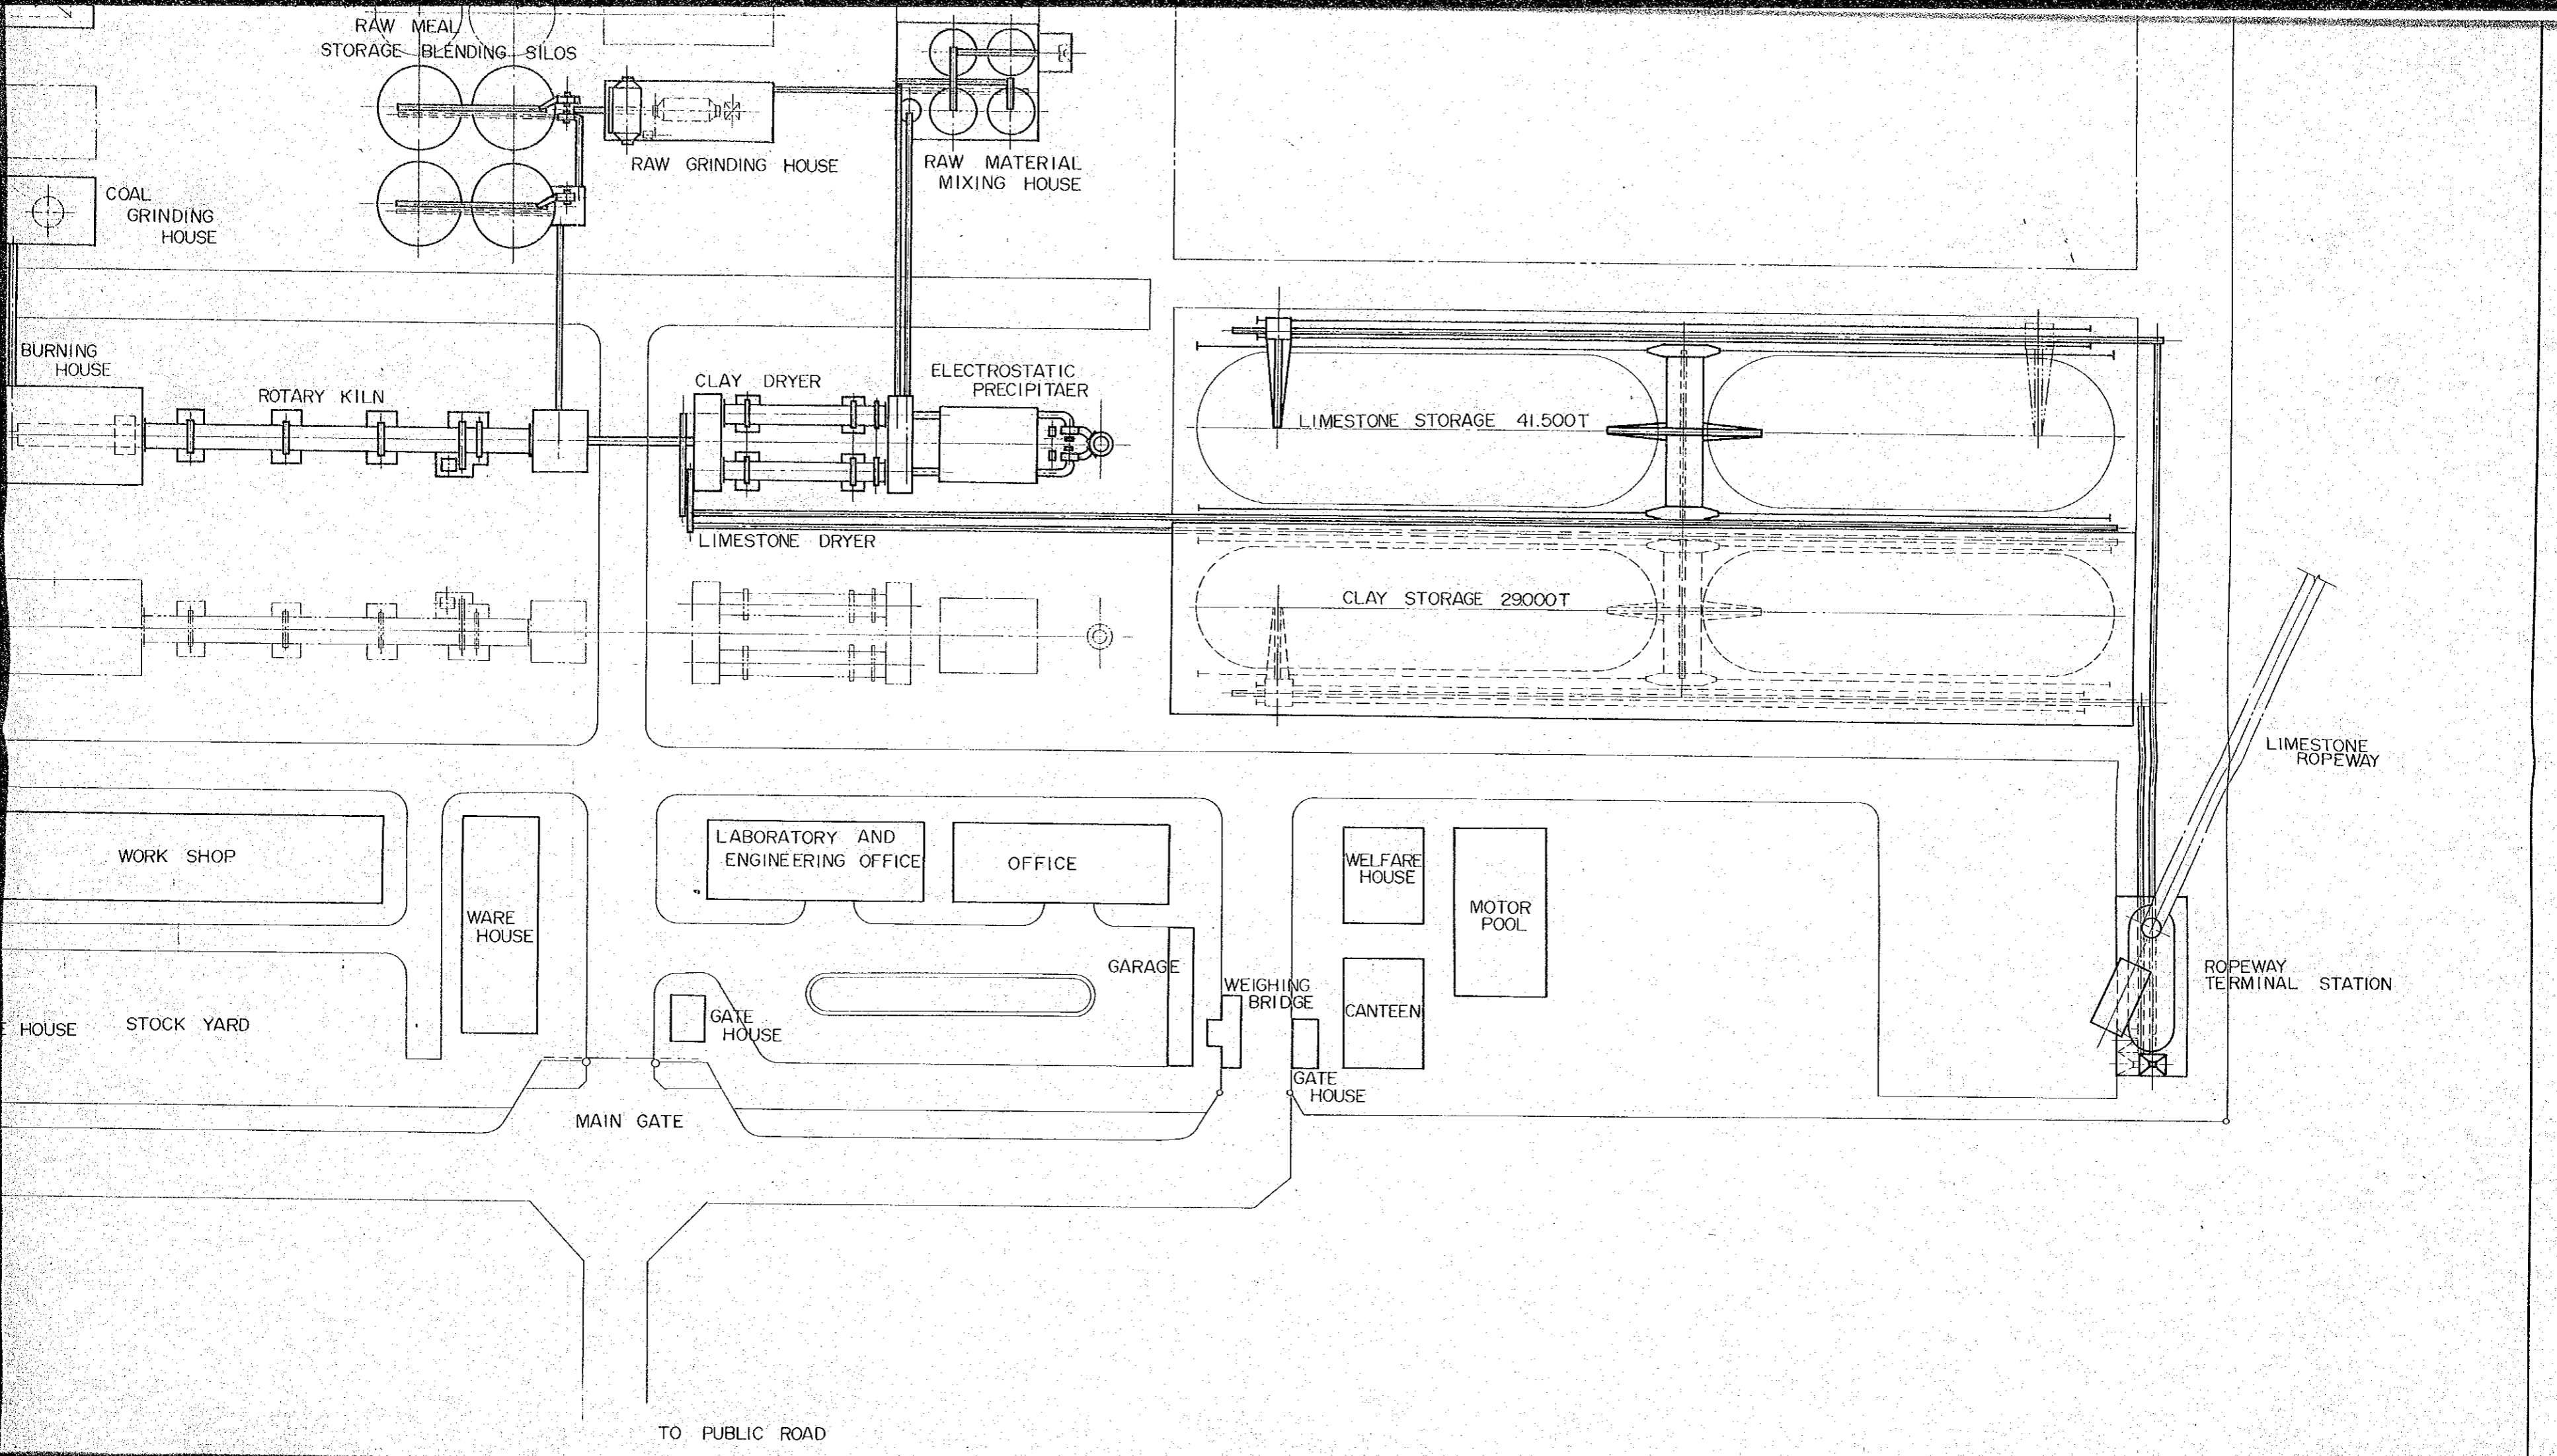 RAW MEAL
STORAGE BLENDING SILOS
RAW GRINDING HOUSE
RAW MATERIAL
MIXING HOUSE
COAL
GRINDING
HOUSE
BURNING
HOUSE
ROTARY KILN
CLAY DRYER
ELECTROSTATIC
PRECIPITAER
LIMESTONE STORAGE 41.500T
LIMESTONE DRYER
CLAY STORAGE 29.000T
LIMESTONE
ROPEWAY
WORK SHOP
WARE
HOUSE
LABORATORY AND
ENGINEERING OFFICE
OFFICE
WELFARE
HOUSE
MOTOR
POOL
GARAGE
WEIGHING
BRIDGE
CANTEEN
ROPEWAY
TERMINAL STATION
HOUSE
STOCK YARD
GATE
HOUSE
GATE
HOUSE
MAIN GATE
TO PUBLIC ROAD